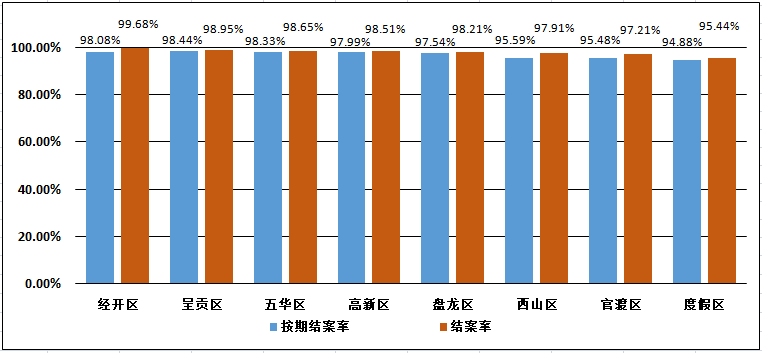 99.68% 98.95% 98.65% 98.51% 98.21% 97.91% 97.21% 95.44%
98.08% 98.44% 98.33% 97.99% 97.54% 95.59% 95.48% 94.88%
100.00%
80.00%
60.00%
40.00%
20.00%
0.00%
经开区 呈贡区 五华区 高新区 盘龙区 西山区 官渡区 度假区
按期结案率 结案率